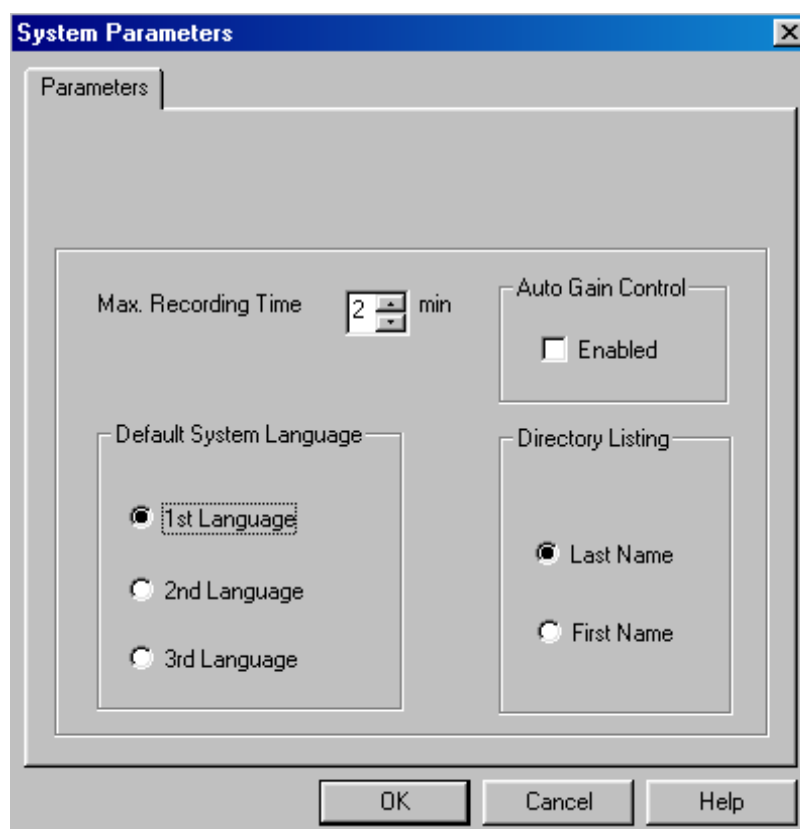 System Parameters
Parameters
Max. Recording Time 2 min
Auto Gain Control
Enabled
Default System Language
1st Language
2nd Language
3rd Language
Directory Listing
Last Name
First Name
OK Cancel Help